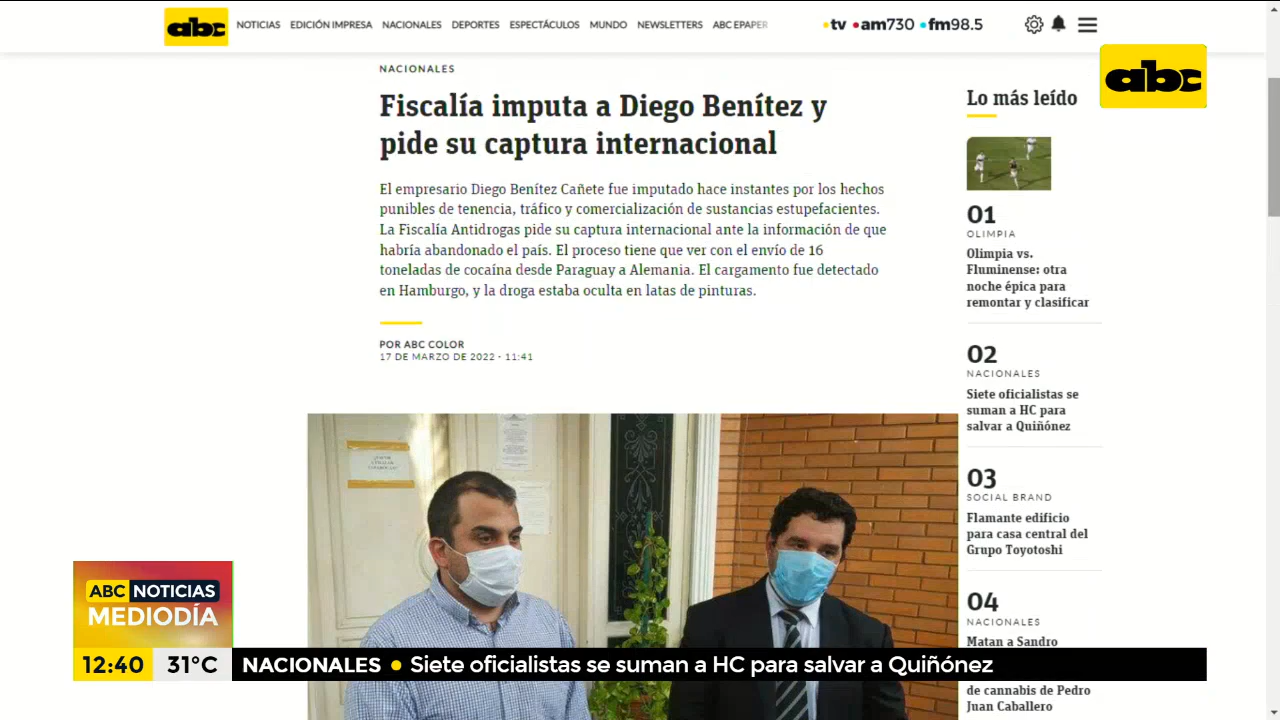 abc
NOTICIAS EDICIÓN IMPRESA NACIONALES DEPORTES ESPECTÁCULOS MUNDO NEWSLETTERS ABC EPAPER
tv am730 fm98.5
abc
NACIONALES
Fiscalía imputa a Diego Benítez y
pide su captura internacional
El empresario Diego Benítez Cañete fue imputado hace instantes por los hechos
punibles de tenencia, tráfico y comercialización de sustancias estupefacientes.
La Fiscalía Antidrogas pide su captura internacional ante la información de que
habría abandonado el país. El proceso tiene que ver con el envío de 16
toneladas de cocaína desde Paraguay a Alemania. El cargamento fue detectado
en Hamburgo, y la droga estaba oculta en latas de pinturas.
POR ABC COLOR
17 DE MARZO DE 2022 - 11:41
Lo más leído
01
OLIMPIA
Olimpia vs.
Fluminense: otra
noche épica para
remontar y clasificar
02
NACIONALES
Siete oficialistas se
suman a HC para
salvar a Quiñónez
03
SOCIAL BRAND
Flamante edificio
para casa central del
Grupo Toyotoshi
04
NACIONALES
Matan a Sandro
de cannabis de Pedro
Juan Caballero
ABC NOTICIAS
MEDIODÍA
12:40 31°C NACIONALES • Siete oficialistas se suman a HC para salvar a Quiñónez